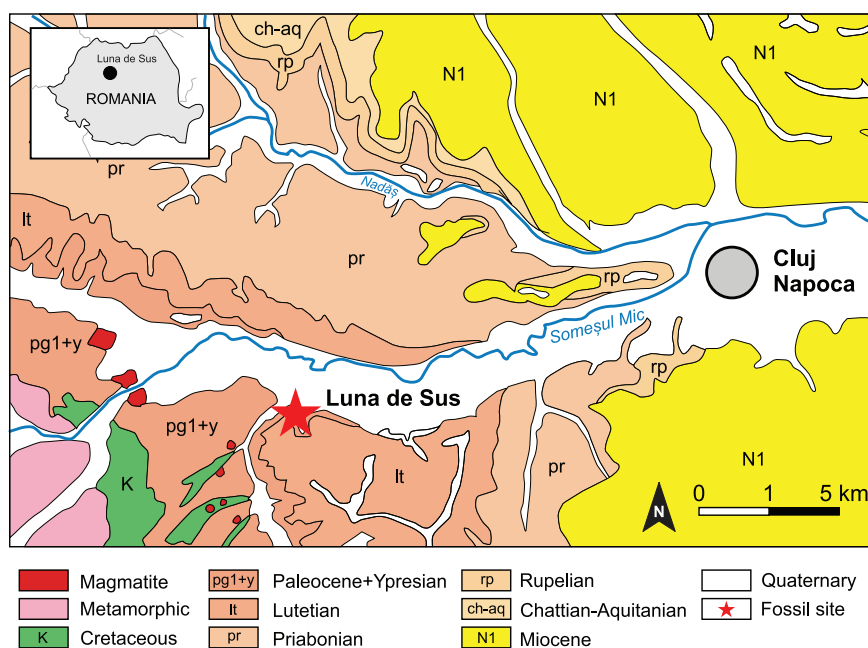 ch-aq
rp
N1
N1
N1
Luna de Sus
ROMANIA
pr
Nadăș
lt
pr
rp
Cluj
Napoca
Someșul Mic
pg1+y
rp
Luna de Sus
pg1+y
K
lt
pr
N1
N
0 1 5 km
Magmatite
Metamorphic
K Cretaceous
pg1+y Paleocene+Ypresian
lt Lutetian
pr Priabonian
rp Rupelian
ch-aq Chattian-Aquitanian
N1 Miocene
Quaternary
Fossil site